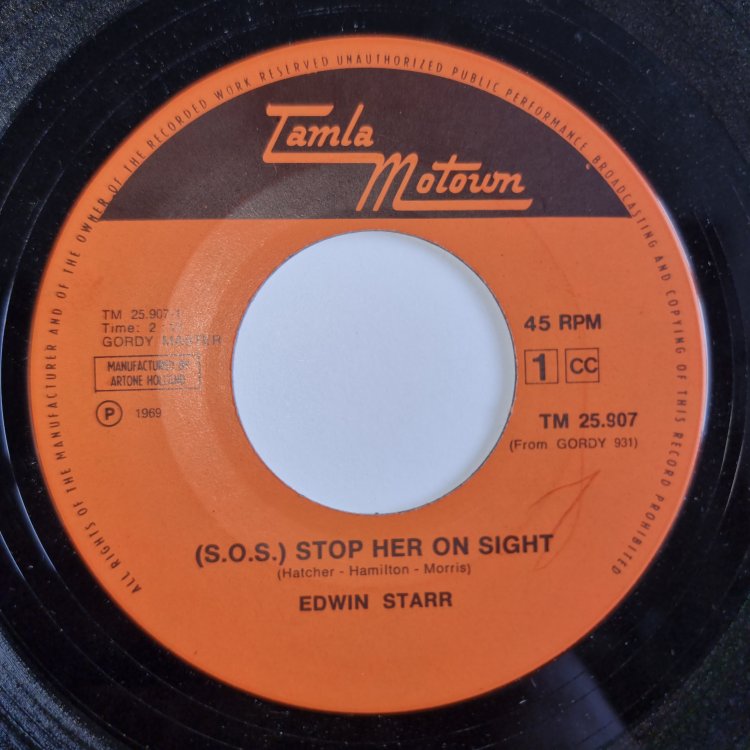 ALL RIGHTS OF THE MANUFACTURER AND OF THE OWNER OF THE RECORDED WORK RESERVED UNAUTHORIZED PUBLIC PERFORMANCE BROADCASTING AND COPYING OF THIS RECORD PROHIBITED
Tamla
Motown
TM 25.907-1
Time: 2
GORDY MASTER
MANUFACTURED BY
ARTONE HOLLAND
P 1969
45 RPM
1 CC
TM 25.907
(From GORDY 931)
(S.O.S.) STOP HER ON SIGHT
(Hatcher - Hamilton - Morris)
EDWIN STARR